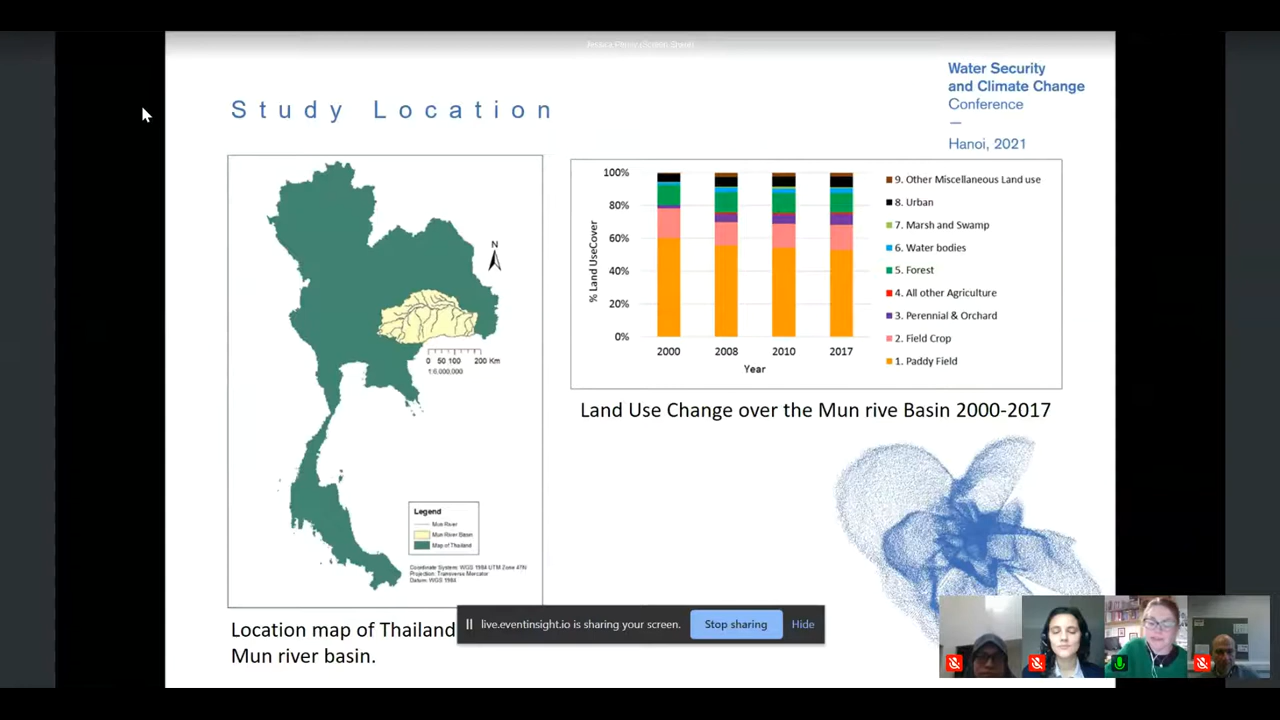 Water Security
and Climate Change
Conference
—
Hanoi, 2021
Study Location
N
0 50 100 200 Km
1:6,000,000
Legend
Mun River
Mun River Basin
Map of Thailand
Coordinate System: WGS 1984 UTM Zone 47N
Projection: Transverse Mercator
Datum: WGS 1984
Location map of Thailand
Mun river basin.
% Land UseCover
100%
80%
60%
40%
20%
0%
2000 2008 2010 2017
Year
9. Other Miscellaneous Land use
8. Urban
7. Marsh and Swamp
6. Water bodies
5. Forest
4. All other Agriculture
3. Perennial & Orchard
2. Field Crop
1. Paddy Field
Land Use Change over the Mun rive Basin 2000-2017
live.eventinsight.io is sharing your screen. Stop sharing Hide